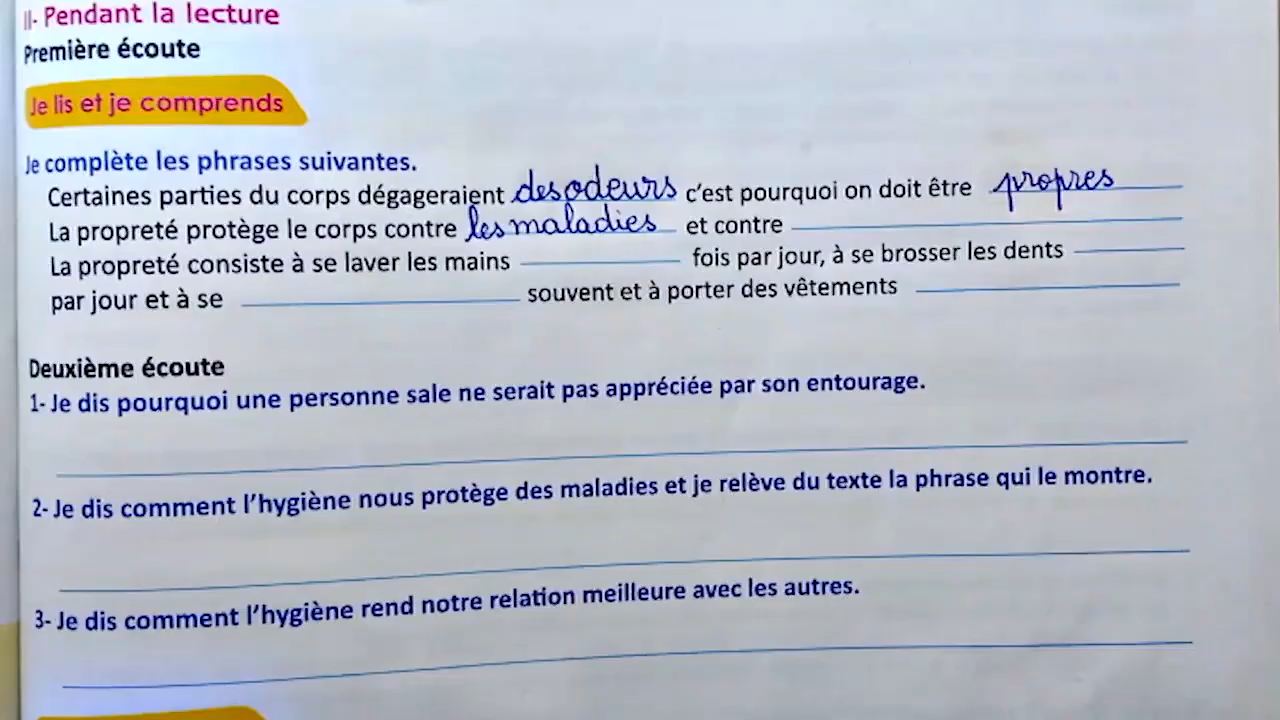 II- Pendant la lecture
Première écoute
Je lis et je comprends
Je complète les phrases suivantes.
Certaines parties du corps dégageraient des odeurs c'est pourquoi on doit être propres
La propreté protège le corps contre les maladies et contre
La propreté consiste à se laver les mains fois par jour, à se brosser les dents
par jour et à se souvent et à porter des vêtements
Deuxième écoute
1- Je dis pourquoi une personne sale ne serait pas appréciée par son entourage.
2- Je dis comment l'hygiène nous protège des maladies et je relève du texte la phrase qui le montre.
3- Je dis comment l'hygiène rend notre relation meilleure avec les autres.